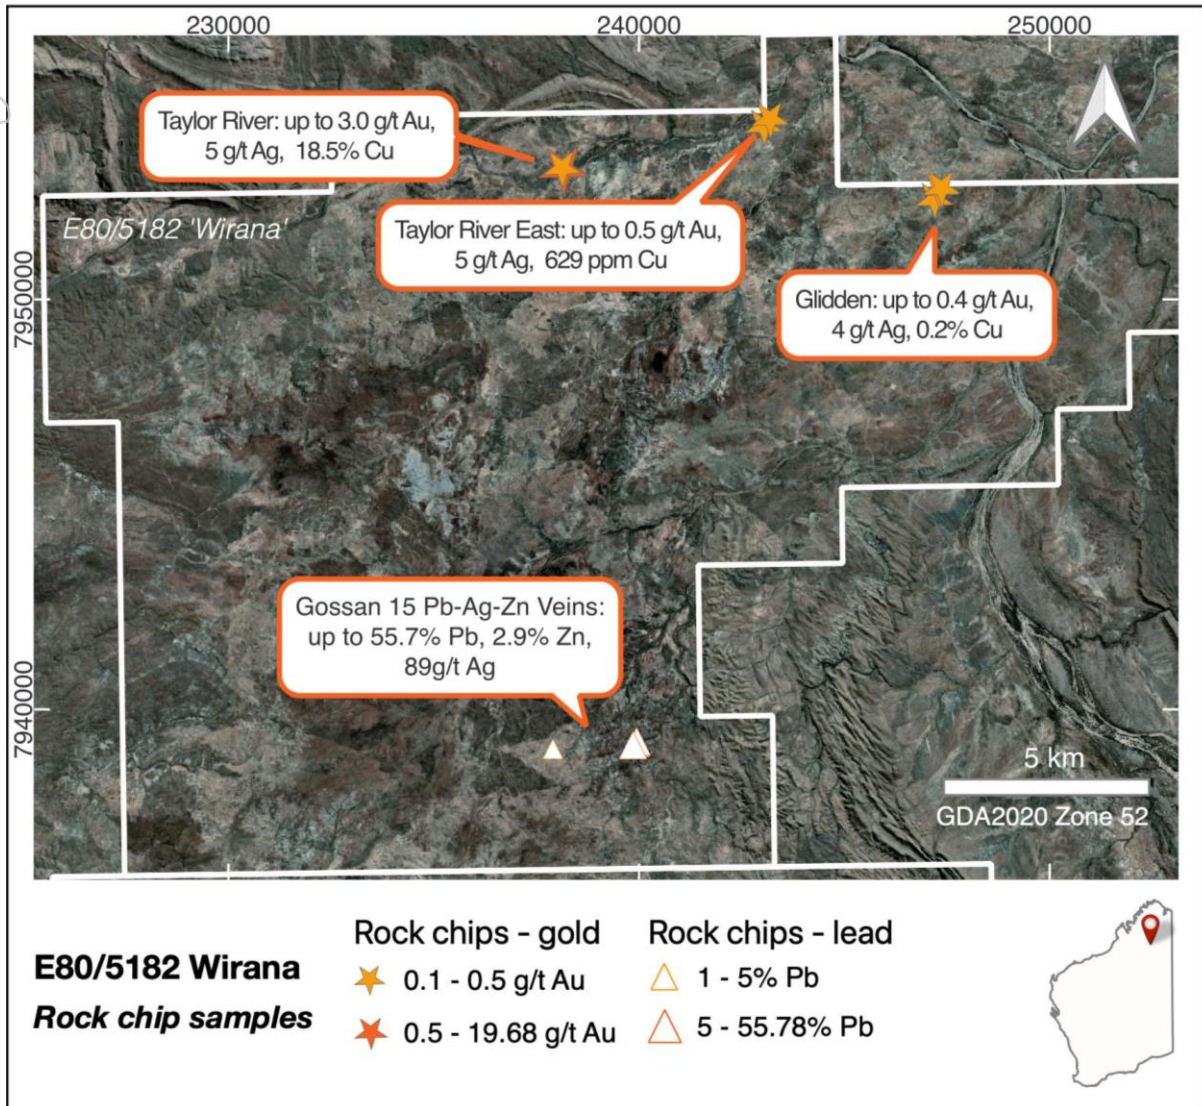 230000
240000
250000
Taylor River: up to 3.0 g/t Au,
5 g/t Ag, 18.5% Cu
E80/5182 'Wirana'
Taylor River East: up to 0.5 g/t Au,
5 g/t Ag, 629 ppm Cu
Glidden: up to 0.4 g/t Au,
4 g/t Ag, 0.2% Cu
7950000
Gossan 15 Pb-Ag-Zn Veins:
up to 55.7% Pb, 2.9% Zn,
89g/t Ag
7940000
5 km
GDA2020 Zone 52
E80/5182 Wirana
Rock chip samples
Rock chips - gold
0.1 - 0.5 g/t Au
0.5 - 19.68 g/t Au
Rock chips - lead
1 - 5% Pb
5 - 55.78% Pb